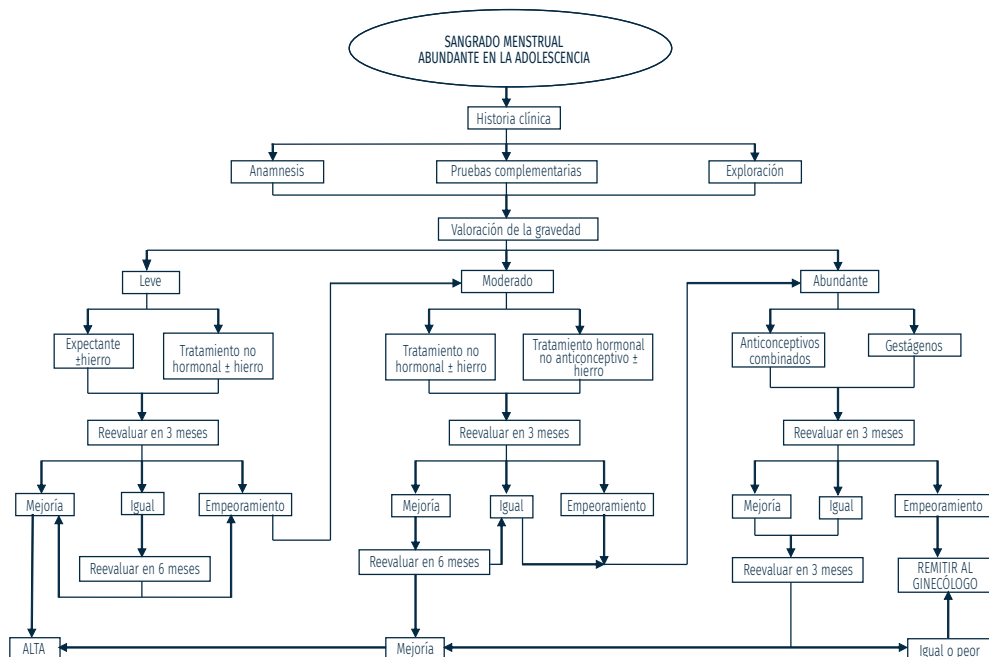 SANGRADO MENSTRUAL
ABUNDANTE EN LA ADOLESCENCIA
Historia clínica
Anamnesis
Pruebas complementarias
Exploración
Valoración de la gravedad
Leve
Moderado
Abundante
Expectante
±hierro
Tratamiento no
hormonal ± hierro
Tratamiento no
hormonal ± hierro
Tratamiento hormonal
no anticonceptivo ±
hierro
Anticonceptivos
combinados
Gestágenos
Reevaluar en 3 meses
Reevaluar en 3 meses
Reevaluar en 3 meses
Mejoría
Igual
Empeoramiento
Mejoría
Igual
Empeoramiento
Mejoría
Igual
Empeoramiento
Reevaluar en 6 meses
Reevaluar en 6 meses
Reevaluar en 3 meses
REMITIR AL
GINECÓLOGO
ALTA
Mejoría
Igual o peor